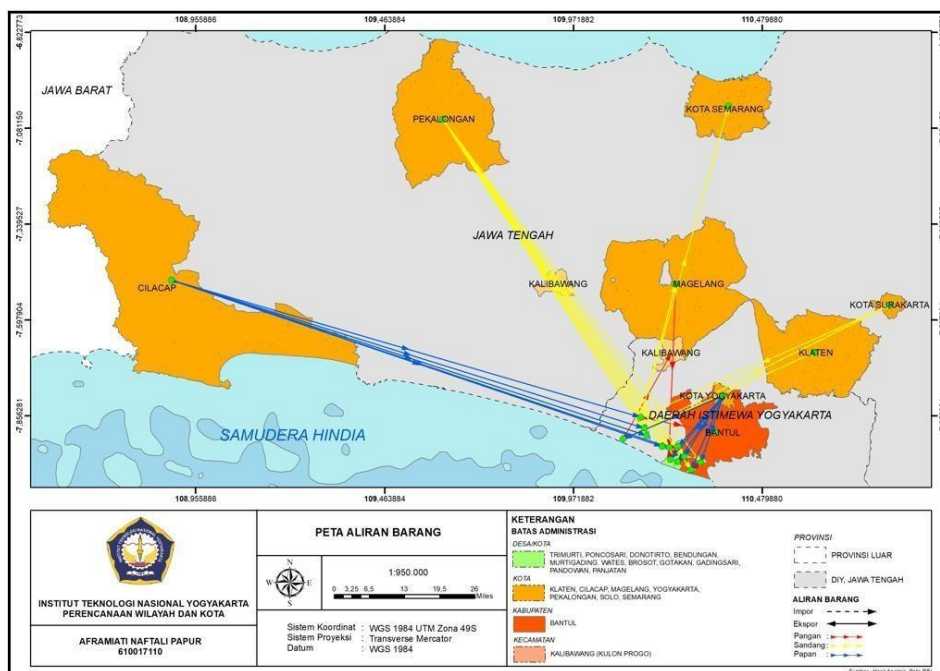 108,955886 109,463884 109,971882 110,479880
-6,822773
-7,081150
-7,339527
-7,597904
-7,856281
JAWA BARAT
PEKALONGAN
KOTA SEMARANG
JAWA TENGAH
CILACAP
KALIBAWANG
MAGELANG
KOTA SURAKARTA
KALIBAWANG
KLATEN
KOTA YOGYAKARTA
DAERAH ISTIMEWA YOGYAKARTA
BANTUL
SAMUDERA HINDIA
108,955886 109,463884 109,971882 110,479880
INSTITUT TEKNOLOGI NASIONAL YOGYAKARTA
PERENCANAAN WILAYAH DAN KOTA
AFRAMIATI NAFTALI PAPUR
610017110
PETA ALIRAN BARANG
N
W E
S
1:950.000
0 3,25 6,5 13 19,5 26
Miles
Sistem Koordinat : WGS 1984 UTM Zona 49S
Sistem Proyeksi : Transverse Mercator
Datum : WGS 1984
KETERANGAN
BATAS ADMINISTRASI
DESA/KOTA
TRIMURTI, PONCOSARI, DONOTIRTO, BENDUNGAN,
MURTIGADING, WATES, BROSOT, GOTAKAN, GADINGSARI,
PANDOWAN, PANJATAN
KOTA
KLATEN, CILACAP, MAGELANG, YOGYAKARTA,
PEKALONGAN, SOLO, SEMARANG
KABUPATEN
BANTUL
KECAMATAN
KALIBAWANG (KULON PROGO)
PROVINSI
PROVINSI LUAR
DIY, JAWA TENGAH
ALIRAN BARANG
Impor
Ekspor
Pangan :
Sandang :
Papan :